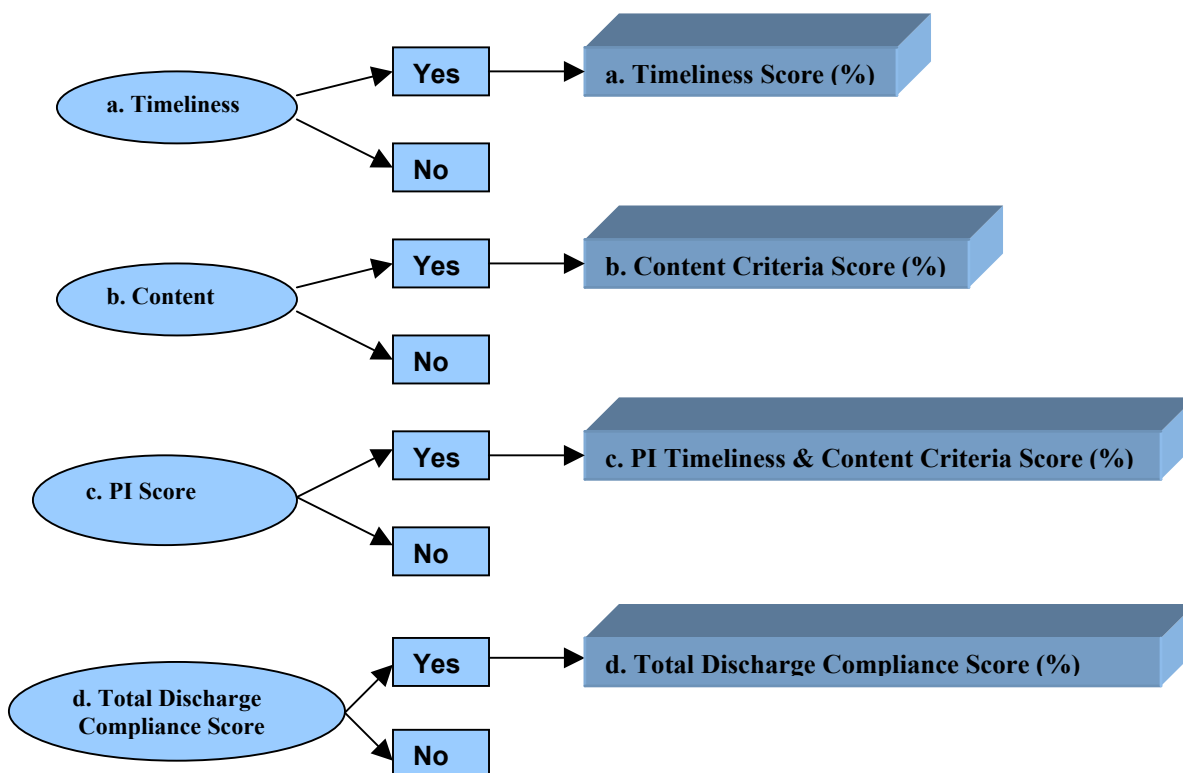 a. Timeliness
Yes
a. Timeliness Score (%)
No
b. Content
Yes
b. Content Criteria Score (%)
No
c. PI Score
Yes
c. PI Timeliness & Content Criteria Score (%)
No
d. Total Discharge
Compliance Score
Yes
d. Total Discharge Compliance Score (%)
No